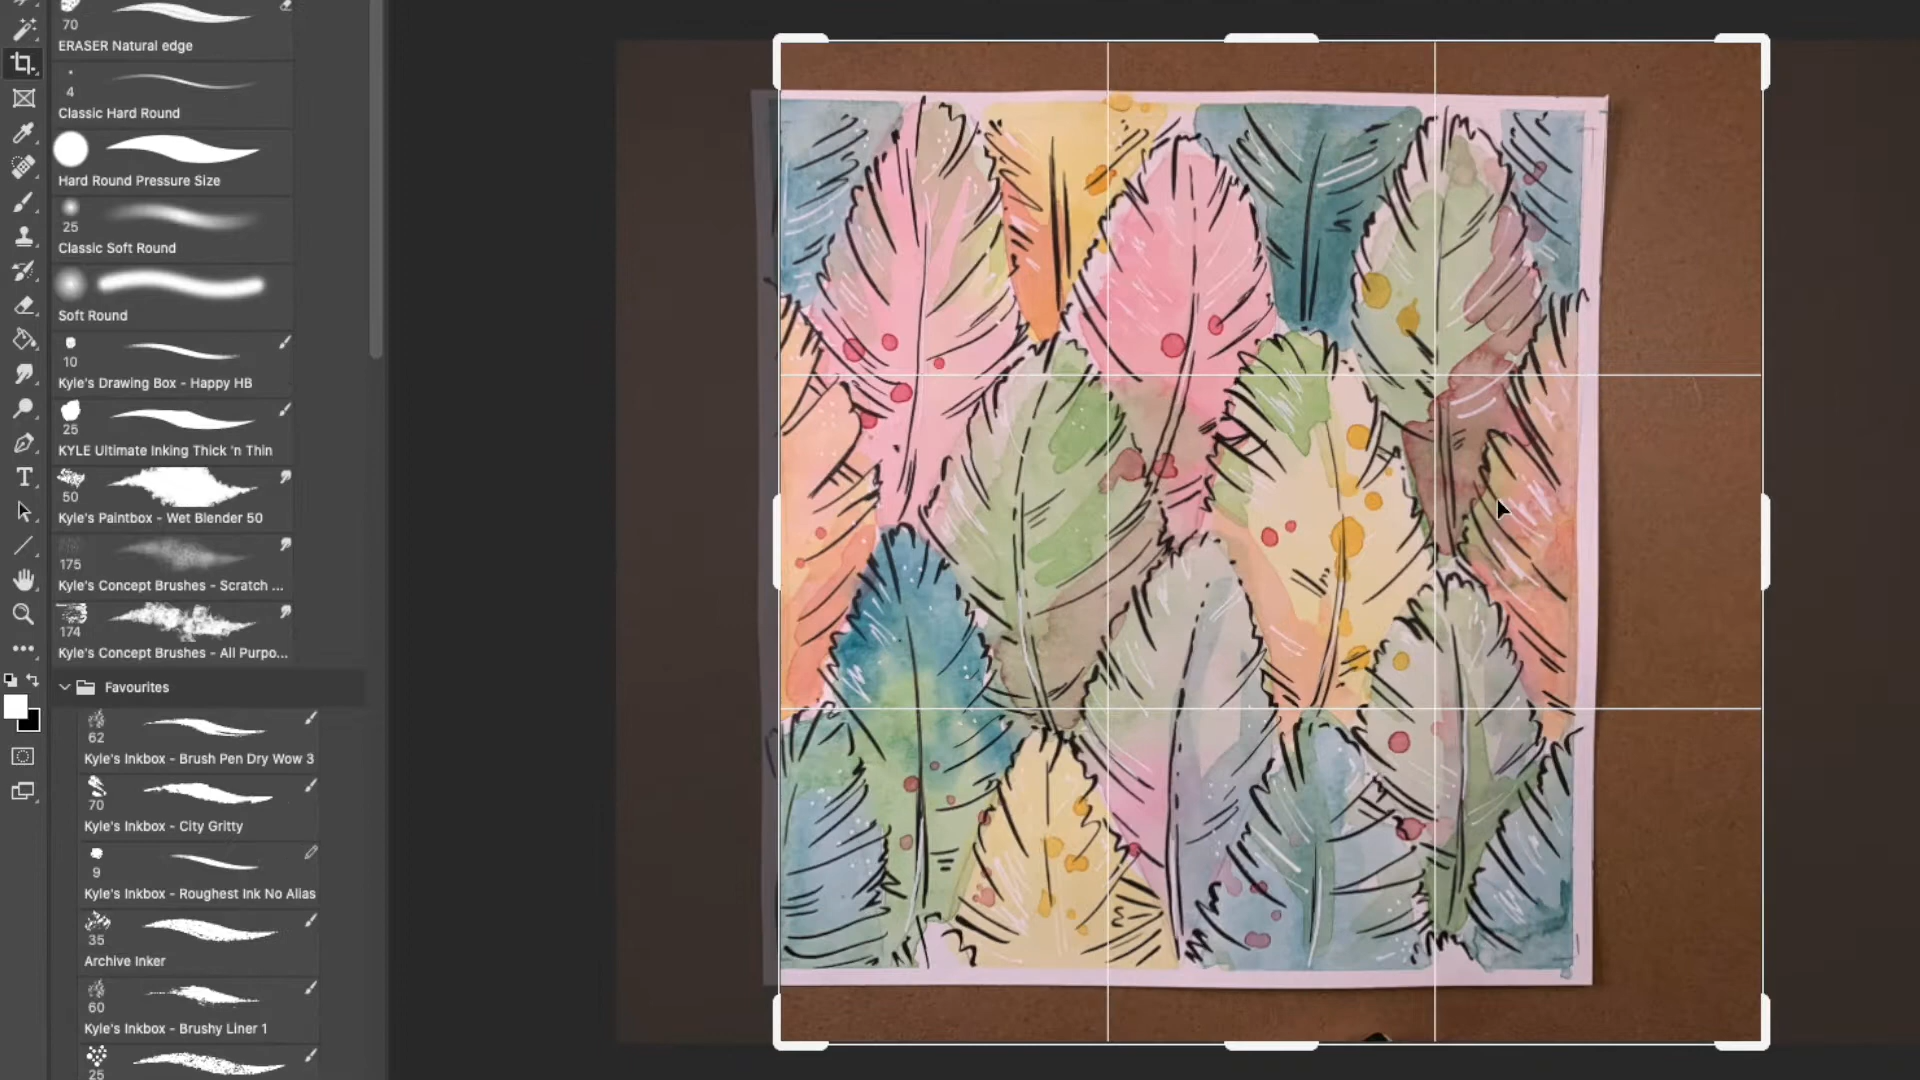 70
ERASER Natural edge
4
Classic Hard Round
Hard Round Pressure Size
25
Classic Soft Round
Soft Round
10
Kyle's Drawing Box - Happy HB
25
KYLE Ultimate Inking Thick 'n Thin
50
Kyle's Paintbox - Wet Blender 50
175
Kyle's Concept Brushes - Scratch ...
174
Kyle's Concept Brushes - All Purpo...
Favourites
62
Kyle's Inkbox - Brush Pen Dry Wow 3
70
Kyle's Inkbox - City Gritty
9
Kyle's Inkbox - Roughest Ink No Alias
35
Archive Inker
60
Kyle's Inkbox - Brushy Liner 1
25